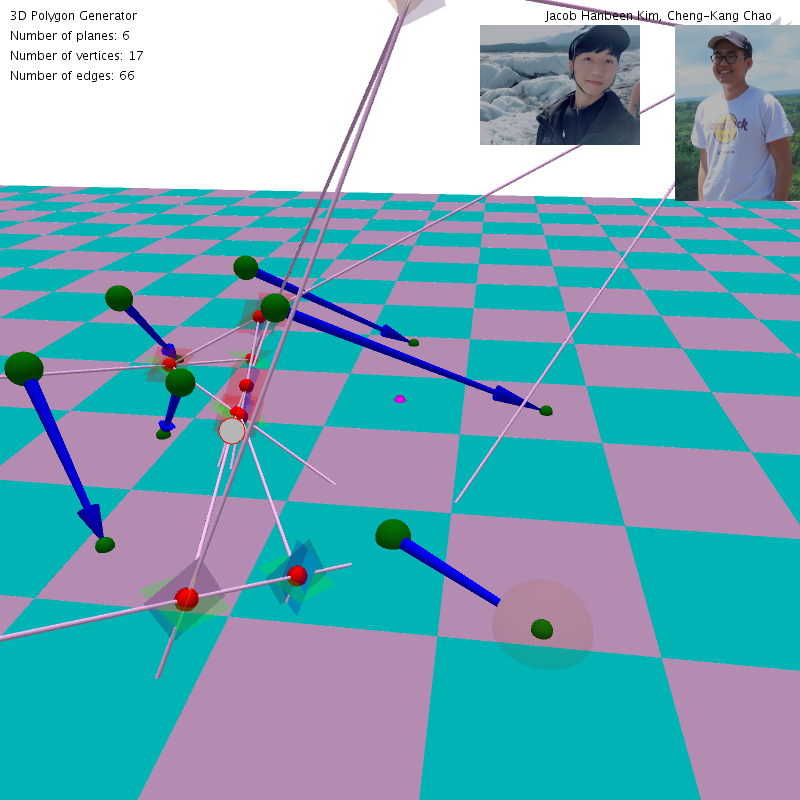 3D Polygon Generator
Jacob Hanbeen Kim, Cheng-Kang Chao
Number of planes: 6
Number of vertices: 17
Number of edges: 66